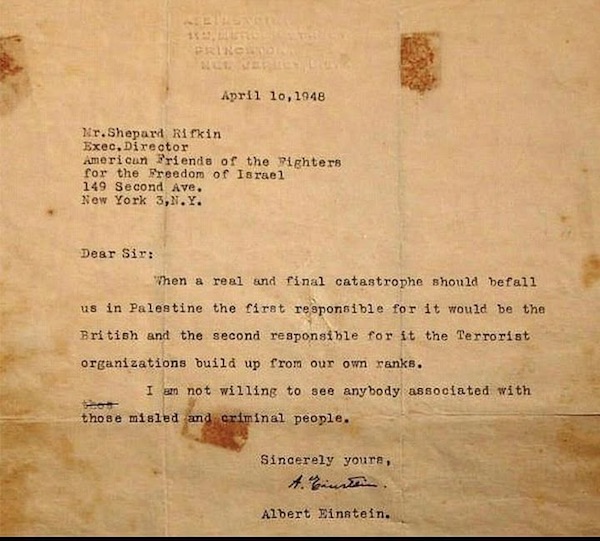 A. EINSTEIN
PRINCETON
NEW JERSEY, U.S.A.
April 10,1948
Mr.Shepard Rifkin
Exec.Director
American Friends of the Fighters
for the Freedom of Israel
149 Second Ave.
New York 3,N.Y.
Dear Sir:
When a real and final catastrophe should befall
us in Palestine the first responsible for it would be the
British and the second responsible for it the Terrorist
organizations build up from our own ranks.
I am not willing to see anybody associated with
those misled and criminal people.
Sincerely yours,
A. Einstein.
Albert Einstein.